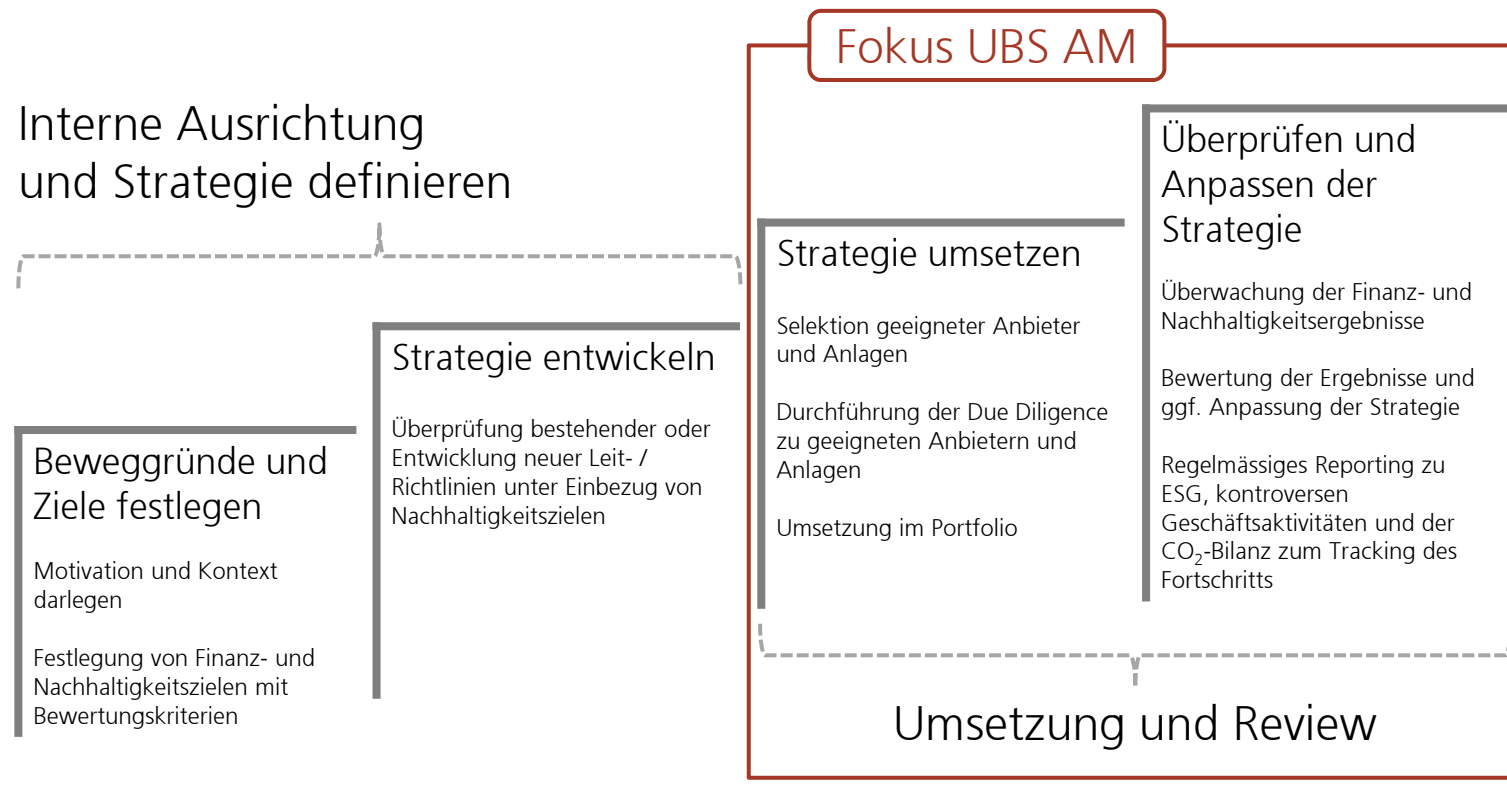 Fokus UBS AM
Interne Ausrichtung
und Strategie definieren
Beweggründe und
Ziele festlegen
Motivation und Kontext
darlegen
Festlegung von Finanz- und
Nachhaltigkeitszielen mit
Bewertungskriterien
Strategie entwickeln
Überprüfung bestehender oder
Entwicklung neuer Leit- /
Richtlinien unter Einbezug von
Nachhaltigkeitszielen
Strategie umsetzen
Selektion geeigneter Anbieter
und Anlagen
Durchführung der Due Diligence
zu geeigneten Anbietern und
Anlagen
Umsetzung im Portfolio
Überprüfen und
Anpassen der
Strategie
Überwachung der Finanz- und
Nachhaltigkeitsergebnisse
Bewertung der Ergebnisse und
ggf. Anpassung der Strategie
Regelmässiges Reporting zu
ESG, kontroversen
Geschäftsaktivitäten und der
CO₂-Bilanz zum Tracking des
Fortschritts
Umsetzung und Review